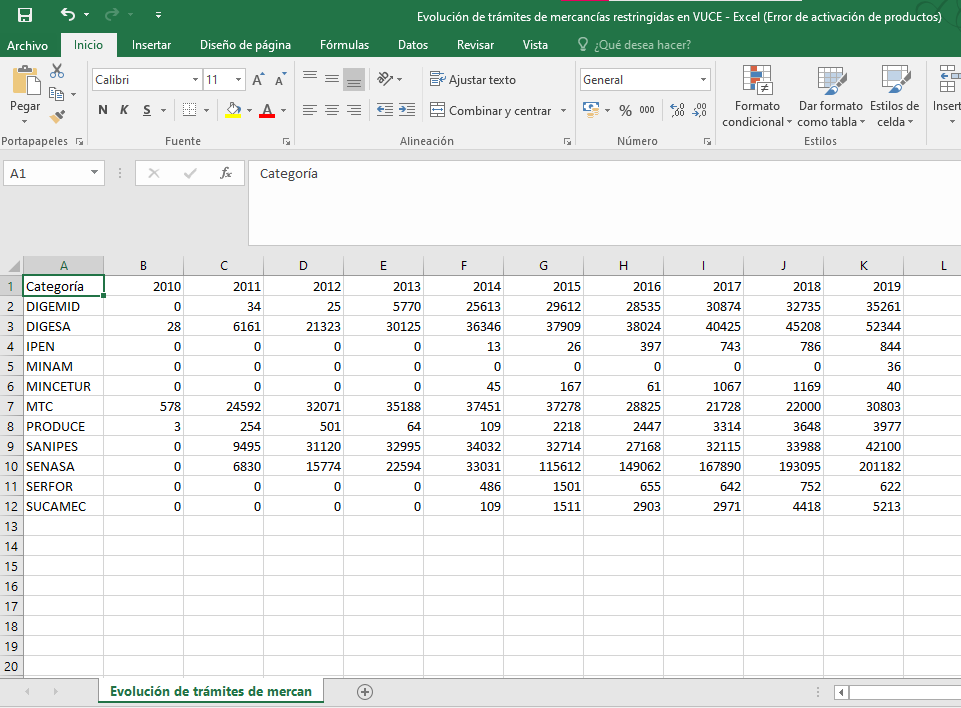 Evolución de trámites de mercancías restringidas en VUCE - Excel (Error de activación de productos)
Archivo Inicio Insertar Diseño de página Fórmulas Datos Revisar Vista ¿Qué desea hacer?
Calibri 11 A A Ajustar texto General
Pegar N K S A Combinar y centrar % 000 ,00 ,00 Formato condicional Dar formato como tabla Estilos de celda Insert
Portapapeles Fuente Alineación Número Estilos
A1 fx Categoría
A B C D E F G H I J K L
1 Categoría 2010 2011 2012 2013 2014 2015 2016 2017 2018 2019
2 DIGEMID 0 34 25 5770 25613 29612 28535 30874 32735 35261
3 DIGESA 28 6161 21323 30125 36346 37909 38024 40425 45208 52344
4 IPEN 0 0 0 0 13 26 397 743 786 844
5 MINAM 0 0 0 0 0 0 0 0 0 36
6 MINCETUR 0 0 0 0 45 167 61 1067 1169 40
7 MTC 578 24592 32071 35188 37451 37278 28825 21728 22000 30803
8 PRODUCE 3 254 501 64 109 2218 2447 3314 3648 3977
9 SANIPES 0 9495 31120 32995 34032 32714 27168 32115 33988 42100
10 SENASA 0 6830 15774 22594 33031 115612 149062 167890 193095 201182
11 SERFOR 0 0 0 0 486 1501 655 642 752 622
12 SUCAMEC 0 0 0 0 109 1511 2903 2971 4418 5213
13
14
15
16
17
18
19
20
Evolución de trámites de mercan